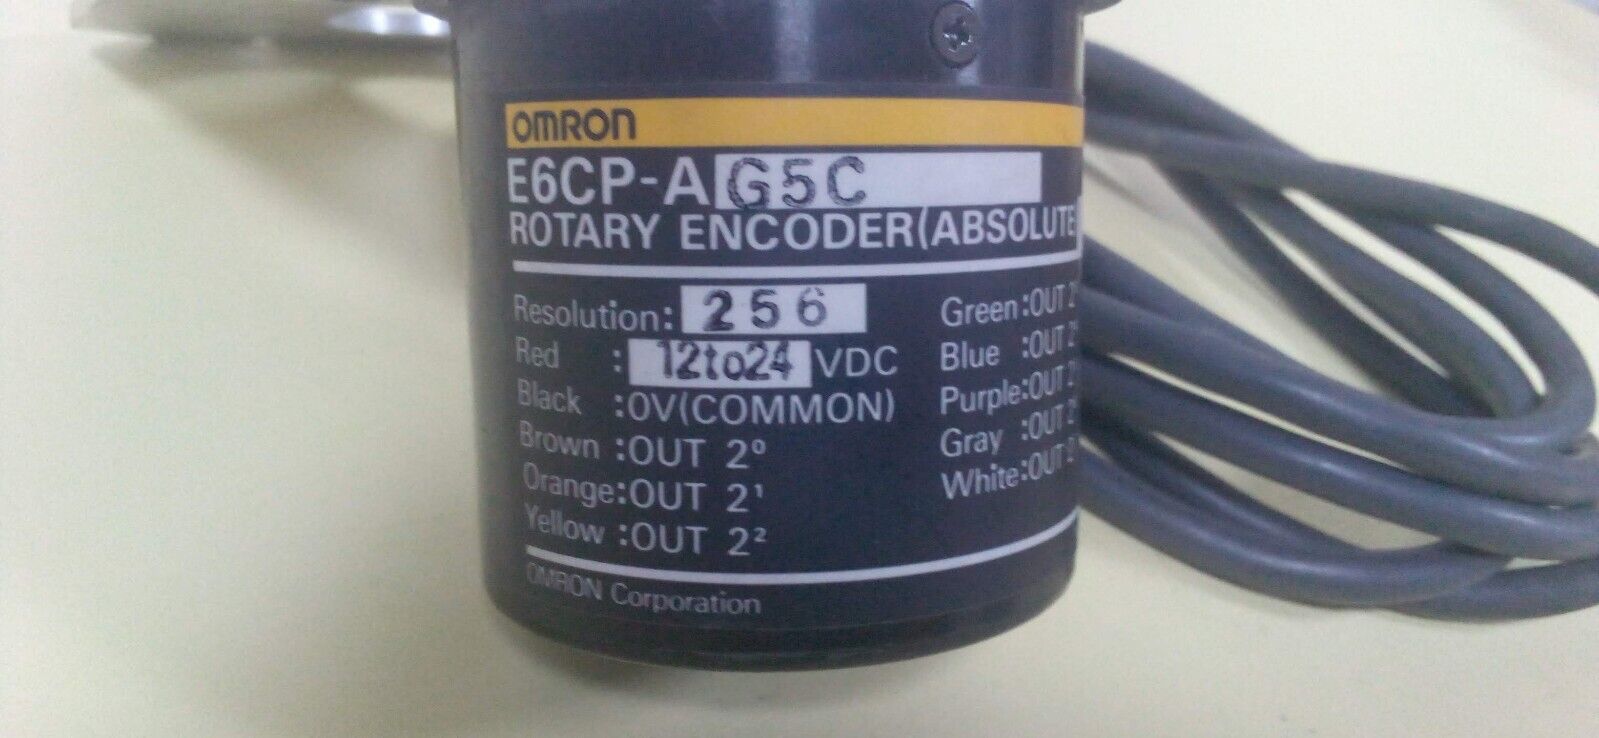 OMRON
E6CP-AG5C
ROTARY ENCODER(ABSOLUTE
Resolution: 256
Red : 12to24 VDC
Black :0V(COMMON)
Brown :OUT 2⁰
Orange:OUT 2¹
Yellow :OUT 2²
Green:OUT
Blue :OUT
Purple:OUT
Gray :OUT
White:OUT
OMRON Corporation